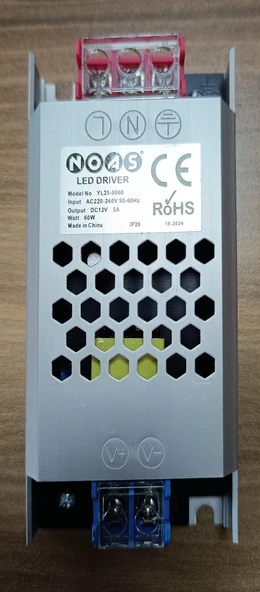 L N
NOAS
CE
LED DRIVER
Model No YL25-0060
Input AC220-240V 50-60Hz
Output DC12V 5A
Watt 60W
Made in China IP20
RoHS
10.2024
V+ V-